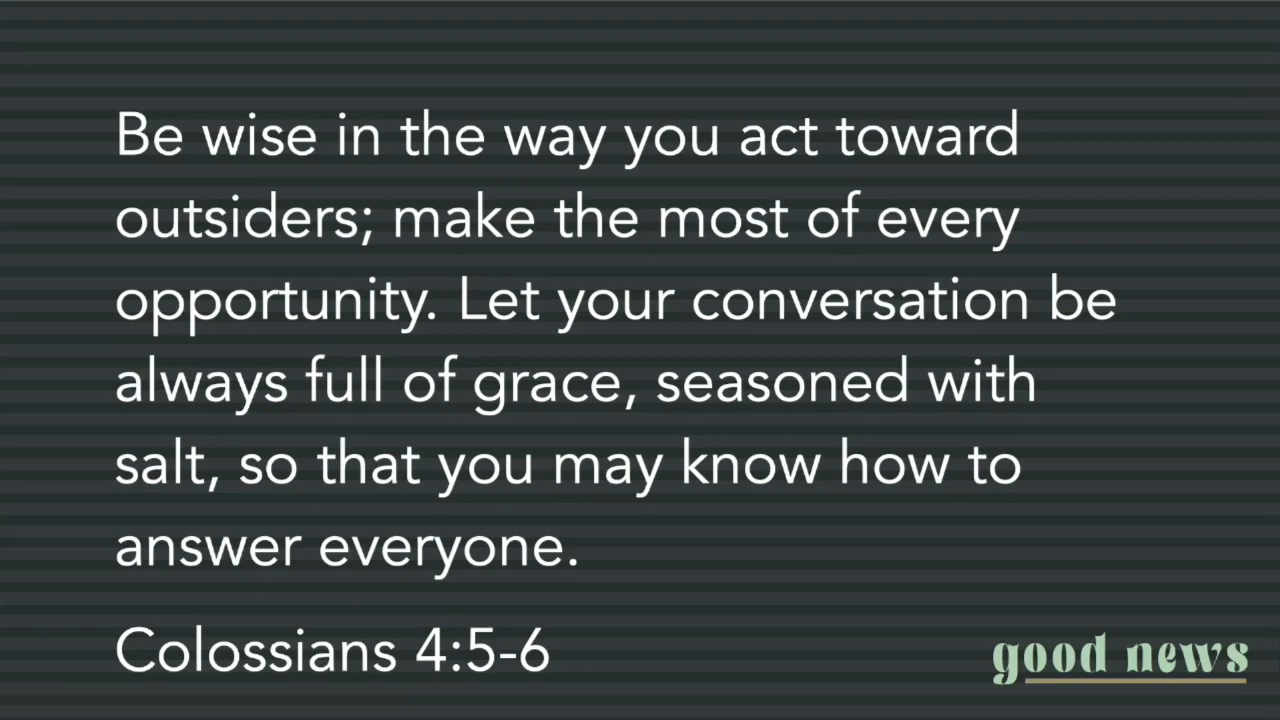 Be wise in the way you act toward
outsiders; make the most of every
opportunity. Let your conversation be
always full of grace, seasoned with
salt, so that you may know how to
answer everyone.
Colossians 4:5-6
good news